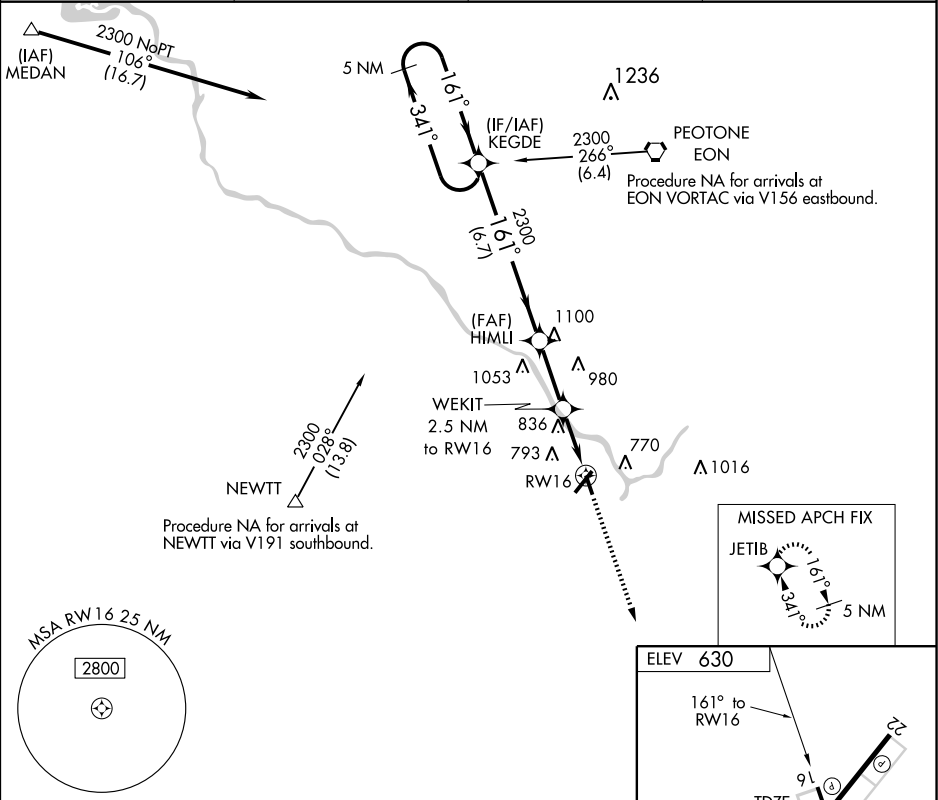 2300 NoPT
106°
(16.7)
(IAF)
MEDAN
5 NM
161°
341°
(IF/IAF)
KEGDE
1236
2300
266°
(6.4)
PEOTONE
EON
Procedure NA for arrivals at
EON VORTAC via V156 eastbound.
2300
161°
(6.7)
(FAF)
HIMLI
1100
1053
980
WEKIT
2.5 NM
to RW16
836
793
770
1016
RW16
2300
028°
(13.8)
NEWTT
Procedure NA for arrivals at
NEWTT via V191 southbound.
MISSED APCH FIX
JETIB
161°
341°
5 NM
MSA RW16 25 NM
2800
ELEV 630
161° to
RW16
22
16
P
P
TDZE